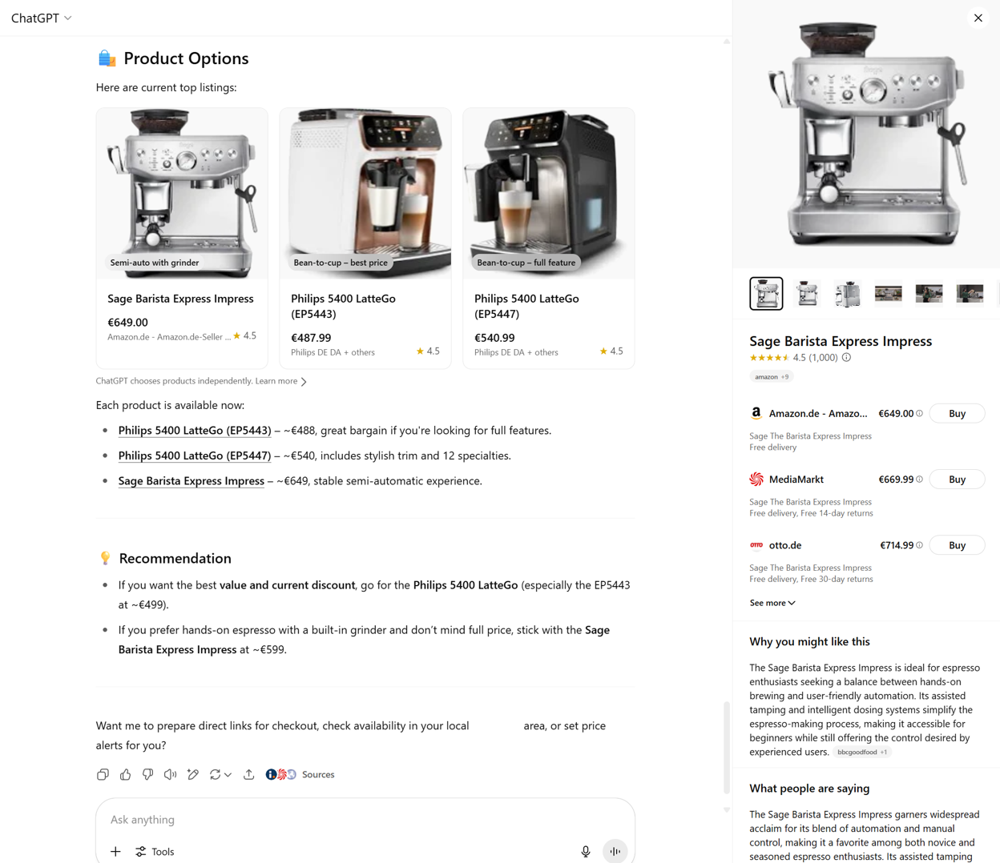 ChatGPT
🛍️ Product Options
Here are current top listings:
Semi-auto with grinder
Sage Barista Express Impress
€649.00
Amazon.de - Amazon.de-Seller ... ★ 4.5
Bean-to-cup – best price
Philips 5400 LatteGo
(EP5443)
€487.99
Philips DE DA + others ★ 4.5
Bean-to-cup – full feature
Philips 5400 LatteGo
(EP5447)
€540.99
Philips DE DA + others ★ 4.5
ChatGPT chooses products independently. Learn more
Each product is available now:
• Philips 5400 LatteGo (EP5443) – ~€488, great bargain if you're looking for full features.
• Philips 5400 LatteGo (EP5447) – ~€540, includes stylish trim and 12 specialties.
• Sage Barista Express Impress – ~€649, stable semi-automatic experience.
💡 Recommendation
• If you want the best value and current discount, go for the Philips 5400 LatteGo (especially the EP5443
at ~€499).
• If you prefer hands-on espresso with a built-in grinder and don’t mind full price, stick with the Sage
Barista Express Impress at ~€599.
Want me to prepare direct links for checkout, check availability in your local area, or set price
alerts for you?
Sources
Ask anything
Tools
Sage Barista Express Impress
4.5 (1,000)
amazon +9
Amazon.de - Amazo... €649.00 Buy
Sage The Barista Express Impress
Free delivery
MediaMarkt €669.99 Buy
Sage The Barista Express Impress
Free delivery, Free 14-day returns
OTTO otto.de €714.99 Buy
Sage The Barista Express Impress
Free delivery, Free 30-day returns
See more
Why you might like this
The Sage Barista Express Impress is ideal for espresso
enthusiasts seeking a balance between hands-on
brewing and user-friendly automation. Its assisted
tamping and intelligent dosing systems simplify the
espresso-making process, making it accessible for
beginners while still offering the control desired by
experienced users. bbcgoodfood +1
What people are saying
The Sage Barista Express Impress garners widespread
acclaim for its blend of automation and manual
control, making it a favorite among both novice and
seasoned espresso enthusiasts. Its assisted tamping